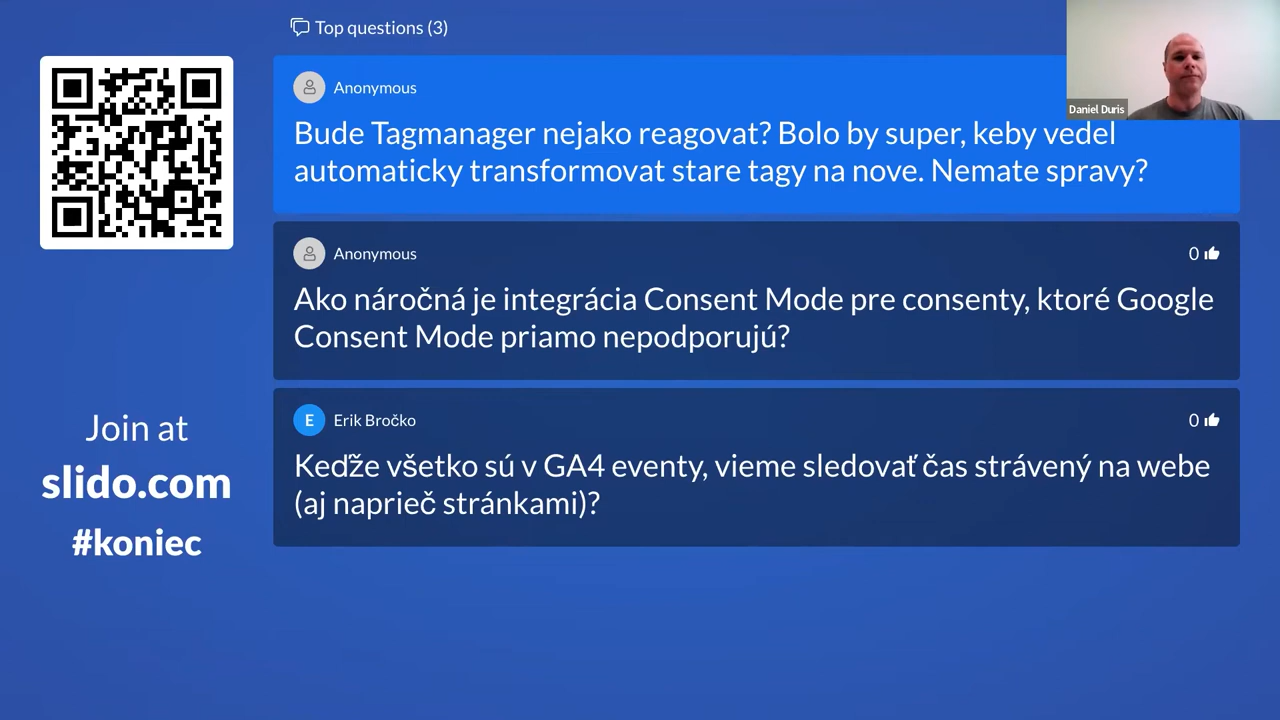 Top questions (3)
Anonymous
Bude Tagmanager nejako reagovat? Bolo by super, keby vedel
automaticky transformovat stare tagy na nove. Nemate spravy?
Daniel Duris
Anonymous
0
Ako náročná je integrácia Consent Mode pre consenty, ktoré Google
Consent Mode priamo nepodporujú?
E
Erik Bročko
0
Keďže všetko sú v GA4 eventy, vieme sledovať čas strávený na webe
(aj naprieč stránkami)?
Join at
slido.com
#koniec